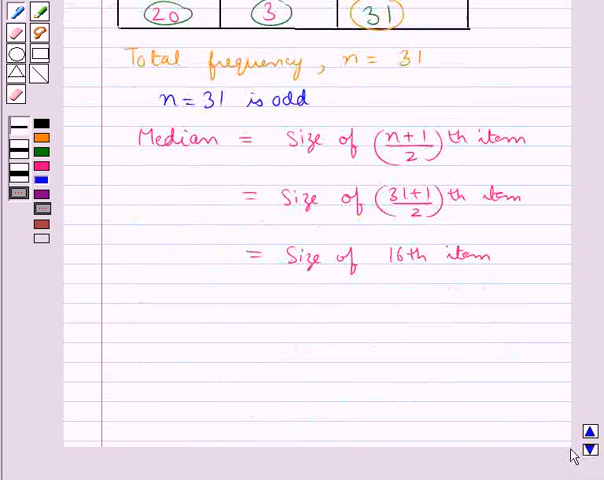 20 3 31
Total frequency, n = 31
n = 31 is odd
Median = Size of (n+1/2)th item
= Size of (31+1/2)th item
= Size of 16th item